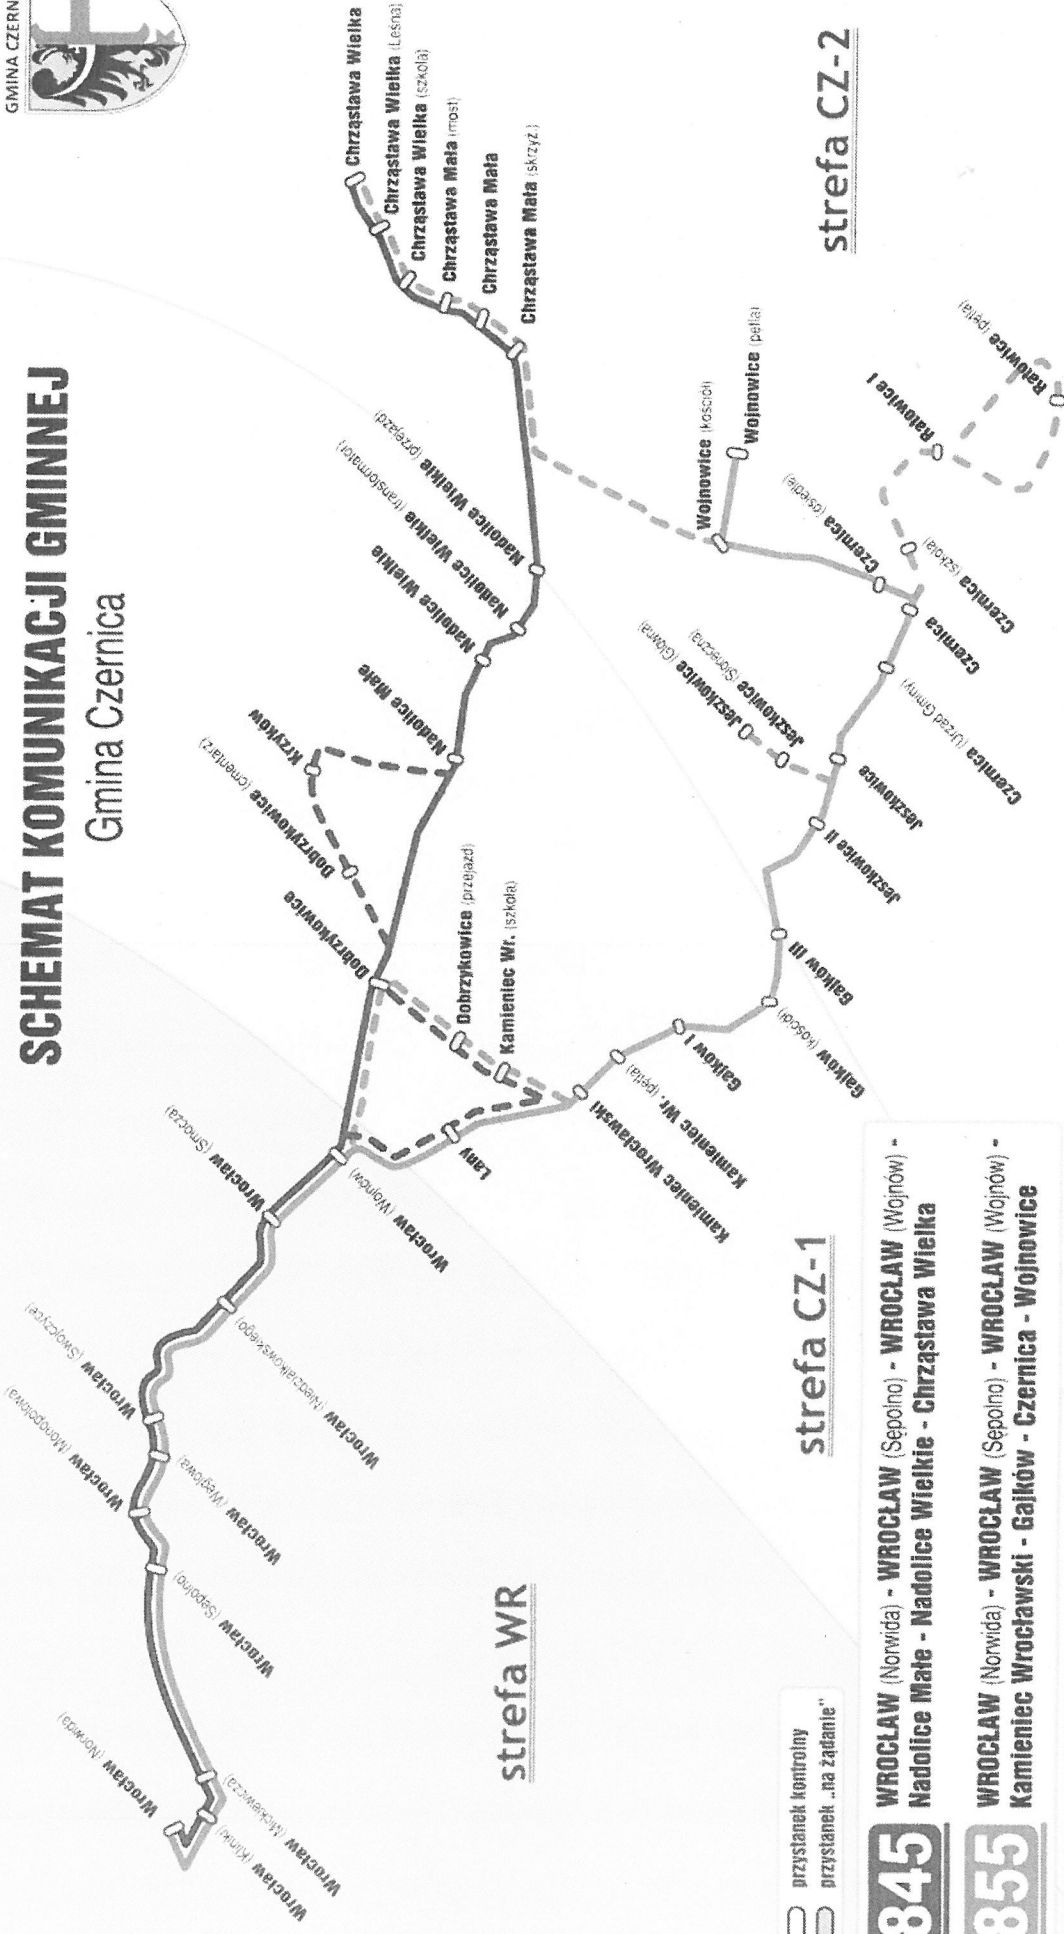 GMINA CZERN
SCHEMAT KOMUNIKACJI GMINNEJ
Gmina Czernica
Wrocław (Norwida)
Wrocław (Kliniki)
Wrocław (Mickiewicza)
Wrocław (Sępolno)
Wrocław (Monopolowa)
Wrocław (Węglowa)
Wrocław (Swojczyce)
Wrocław (Niedziałkowskiego)
Wrocław (Smocza)
Wrocław (Wojnów)
Łany
Dobrzykowice
Dobrzykowice (cmentarz)
Krzyków
Dobrzykowice (przejazd)
Kamieniec Wr. (szkoła)
Kamieniec Wrocławski
Kamieniec Wr. (pętla)
Gajków I
Gajków (kościół)
Gajków III
Jeszkowice II
Jeszkowice
Jeszkowice (Słoneczna)
Jeszkowice (Główna)
Czernica (Urząd Gminy)
Czernica
Czernica (szkoła)
Czernica (osiedle)
Wojnowice (kościół)
Wojnowice (pętla)
Ratowice I
Ratowice (pętla)
Nadolice Małe
Nadolice Wielkie
Nadolice Wielkie (transformator)
Nadolice Wielkie (przejazd)
Chrząstawa Mała (skrzyż.)
Chrząstawa Mała
Chrząstawa Mała (most)
Chrząstawa Wielka (szkoła)
Chrząstawa Wielka (Leśna)
Chrząstawa Wielka
strefa WR
strefa CZ-1
strefa CZ-2
przystanek kontrolny
przystanek „na żądanie"
845
WROCŁAW (Norwida) - WROCŁAW (Sępolno) - WROCŁAW (Wojnów) -
Nadolice Małe - Nadolice Wielkie - Chrząstawa Wielka
855
WROCŁAW (Norwida) - WROCŁAW (Sępolno) - WROCŁAW (Wojnów) -
Kamieniec Wrocławski - Gajków - Czernica - Wojnowice